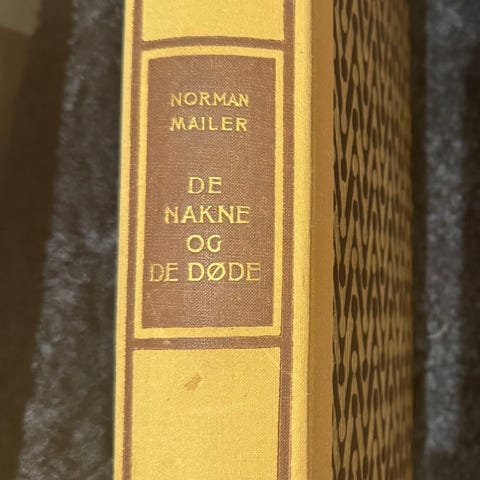 NORMAN
MAILER
DE
NAKNE
OG
DE DØDE